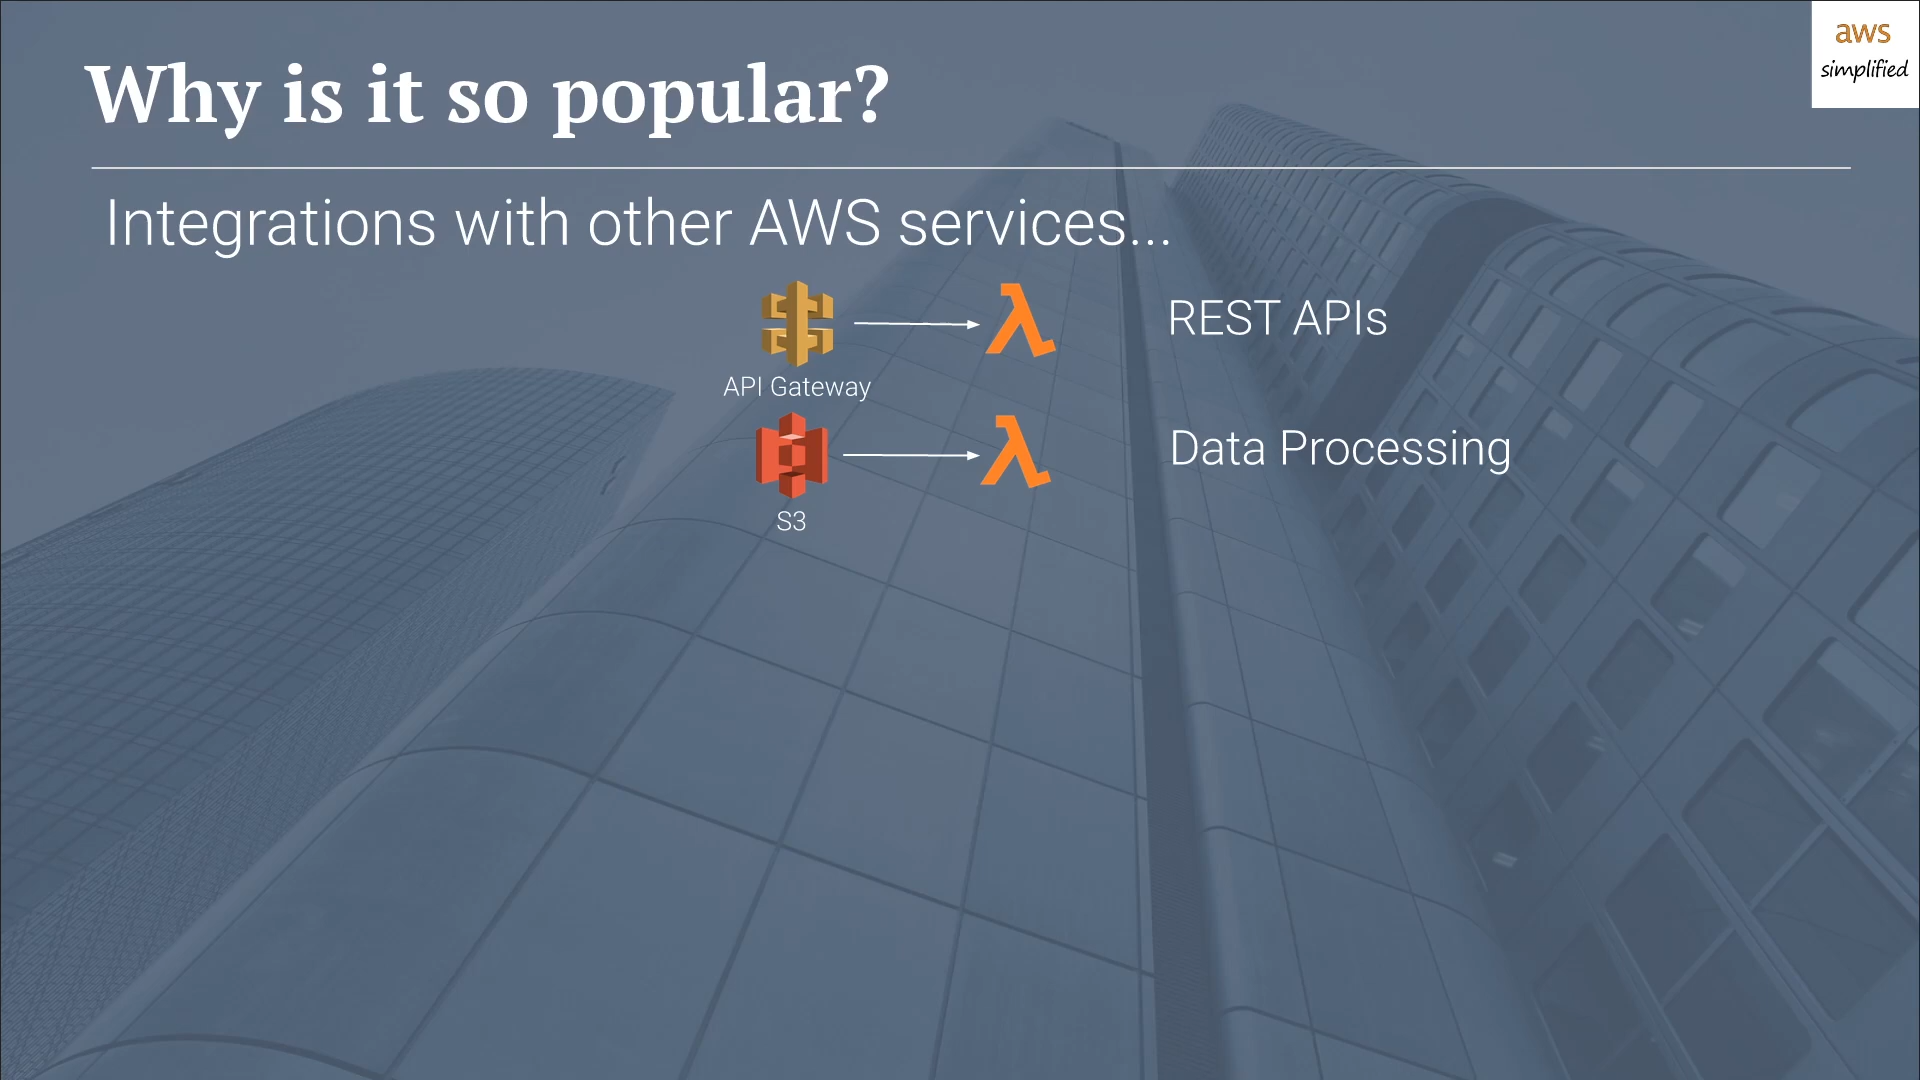 aws
simplified
Why is it so popular?
Integrations with other AWS services...
REST APIs
API Gateway
Data Processing
S3